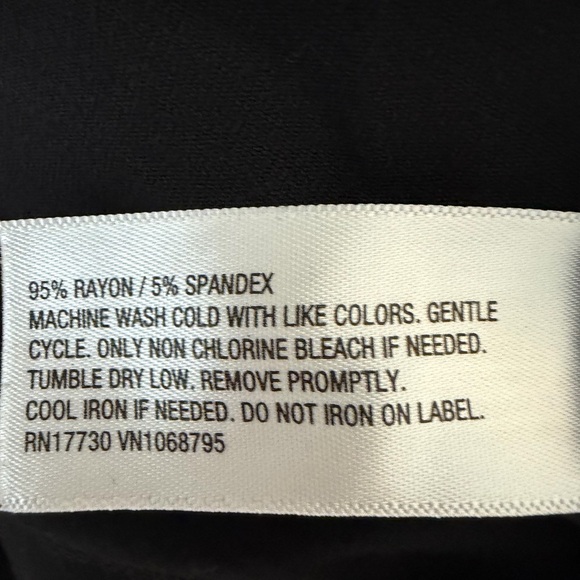 95% RAYON / 5% SPANDEX
MACHINE WASH COLD WITH LIKE COLORS. GENTLE
CYCLE. ONLY NON CHLORINE BLEACH IF NEEDED.
TUMBLE DRY LOW. REMOVE PROMPTLY.
COOL IRON IF NEEDED. DO NOT IRON ON LABEL.
RN17730 VN1068795